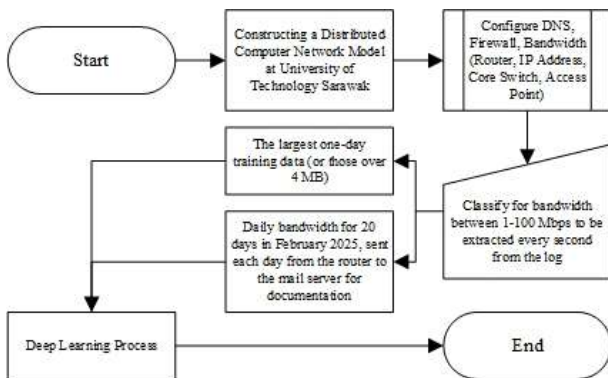 Start
Constructing a Distributed
Computer Network Model
at University of
Technology Sarawak
Configure DNS,
Firewall, Bandwidth
(Router, IP Address,
Core Switch, Access
Point)
The largest one-day
training data (or those over
4 MB)
Classify for bandwidth
between 1-100 Mbps to be
extracted every second
from the log
Daily bandwidth for 20
days in February 2025, sent
each day from the router to
the mail server for
documentation
Deep Learning Process
End